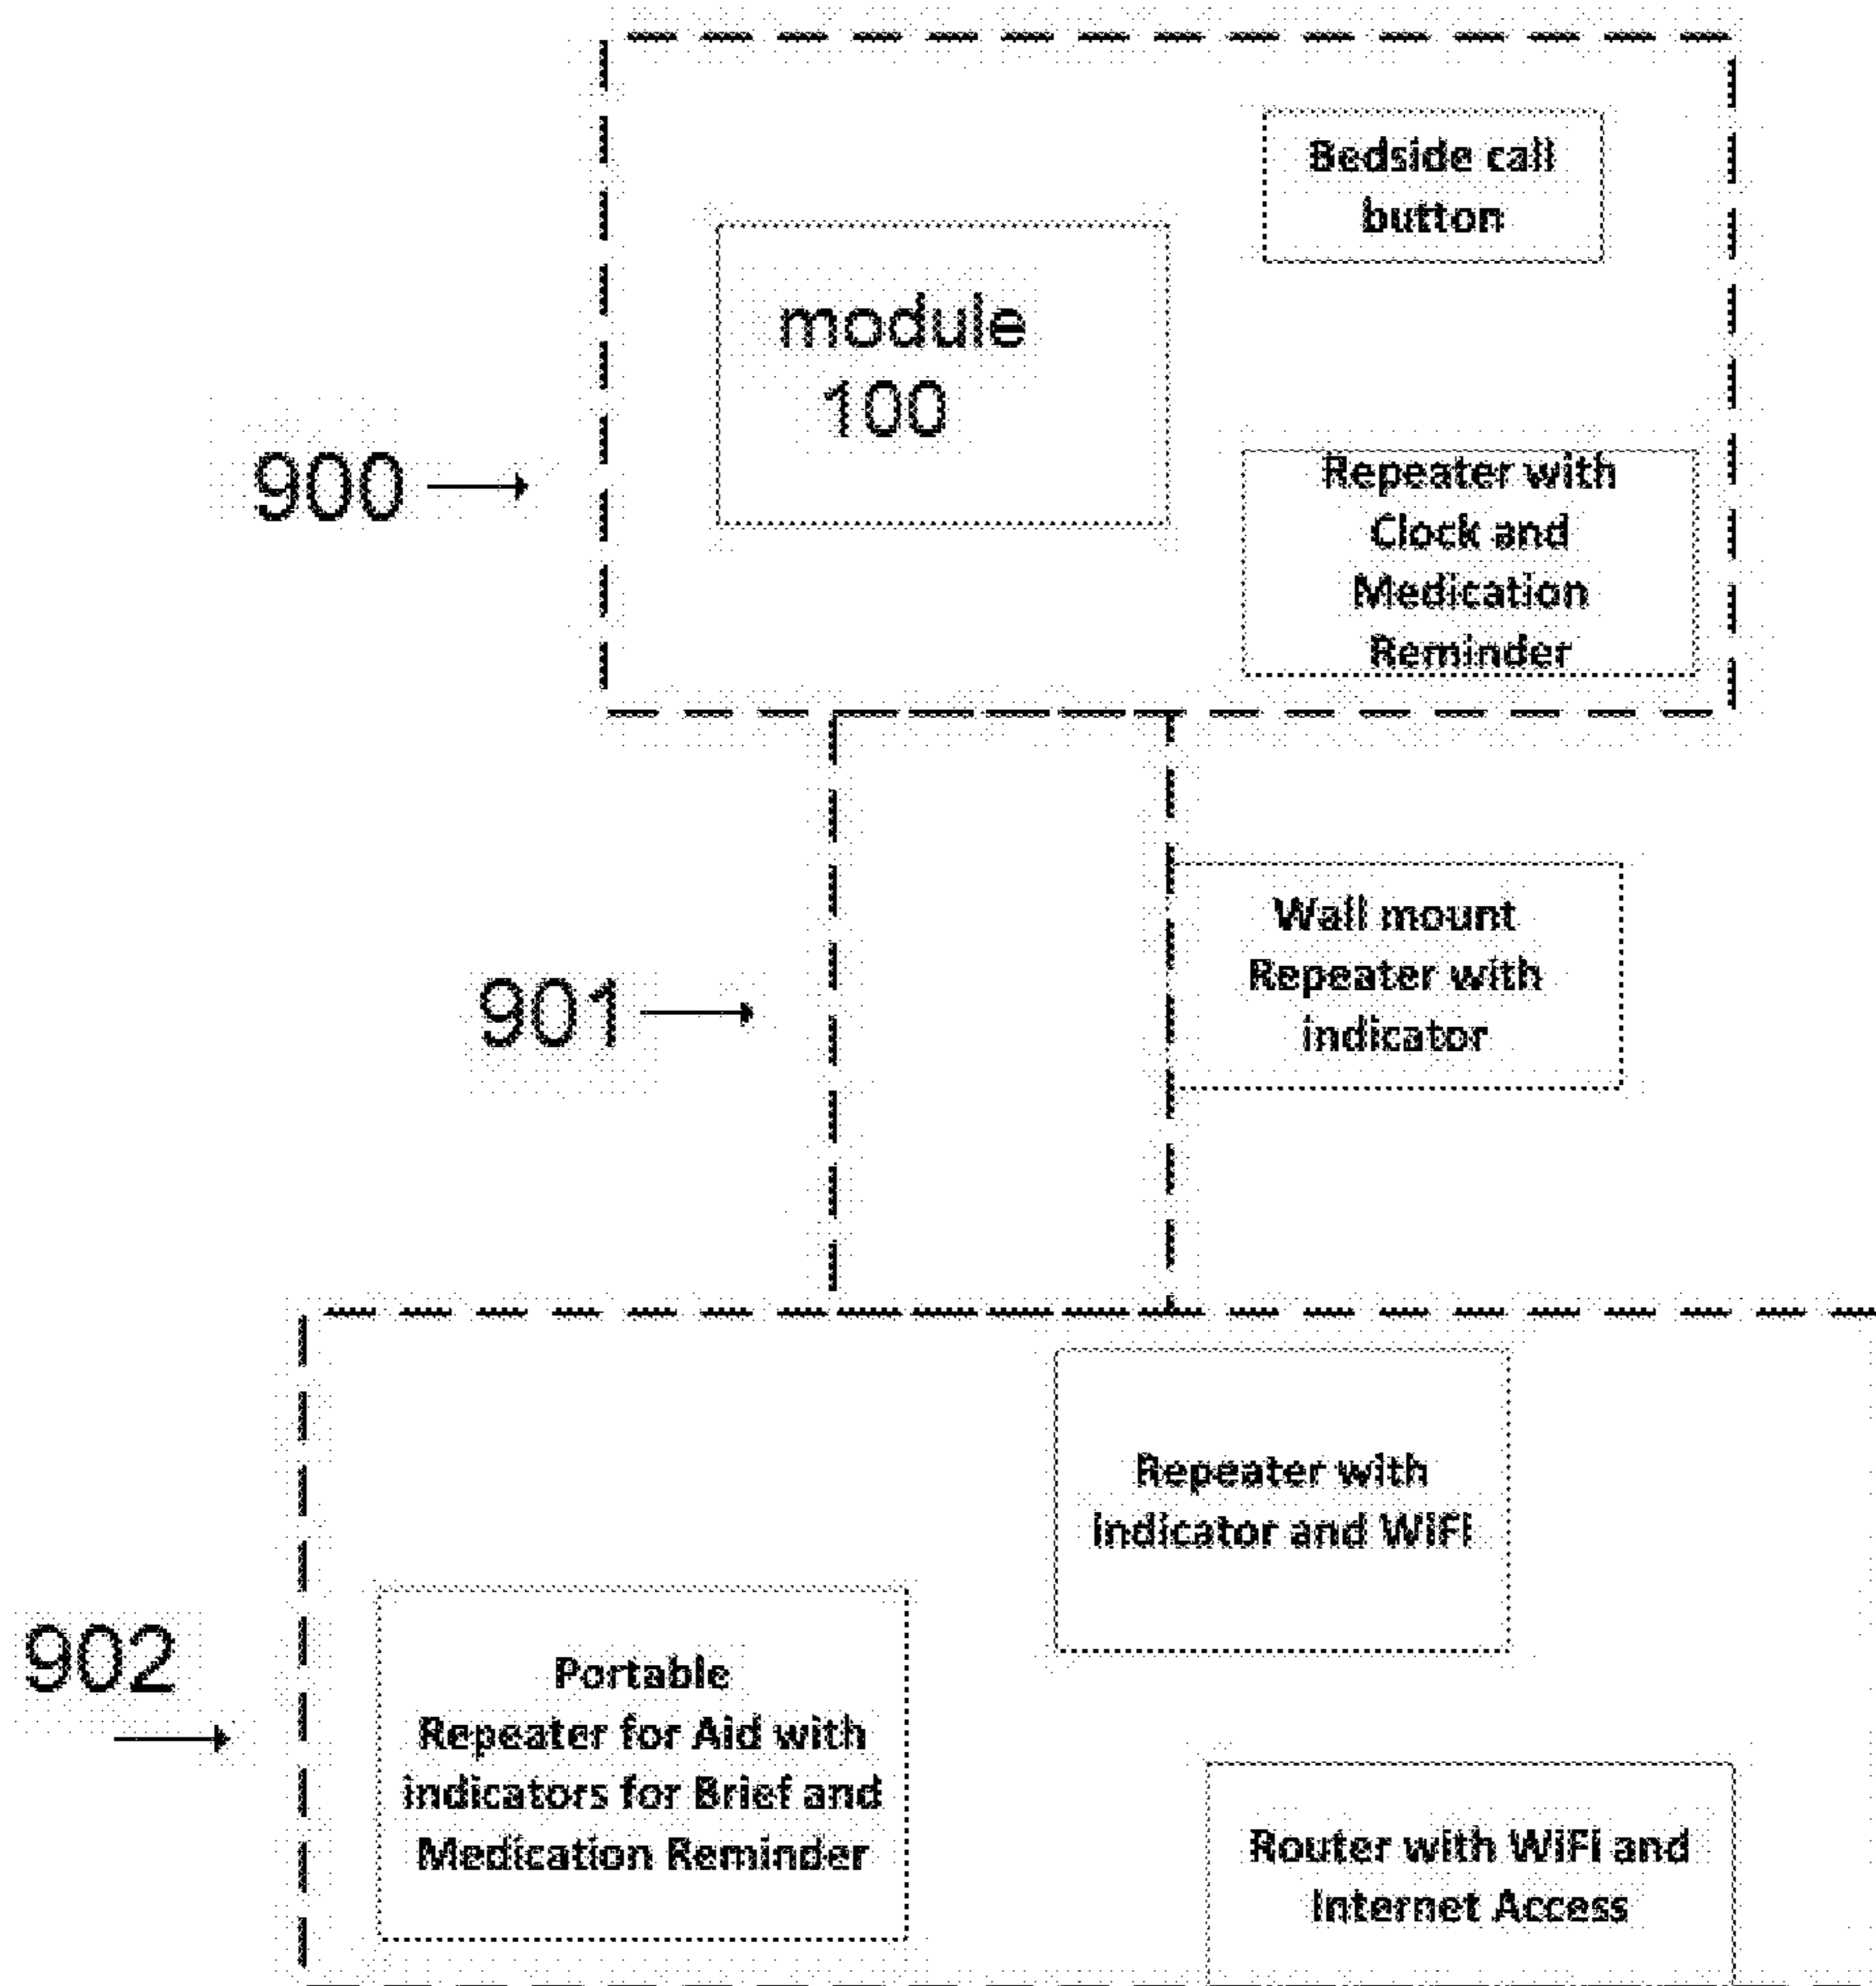 Bedside call
button
module
100
900
Repeater with
Clock and
Medication
Reminder
Wall mount
Repeater with
indicator
901
Repeater with
indicator and WiFi
902
Portable
Repeater for Aid with
indicators for Brief and
Medication Reminder
Router with WiFi and
Internet Access